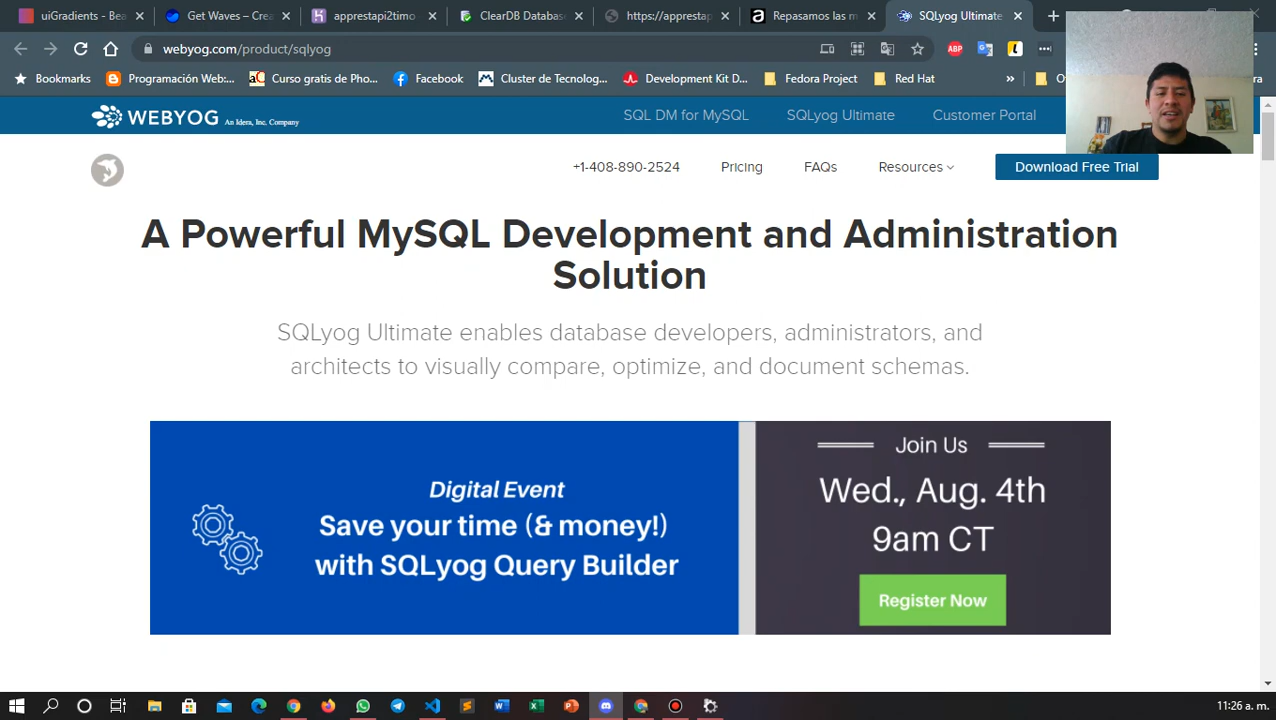 uiGradients - Bea
Get Waves – Crea
apprestapi2timo
ClearDB Databas
https://apprestap
Repasamos las m
SQLyog Ultimate
webyog.com/product/sqlyog
Bookmarks
Programación Web:...
Curso gratis de Pho...
Facebook
Cluster de Tecnolog...
Development Kit D...
Fedora Project
Red Hat
»
WEBYOG An Idera, Inc. Company
SQL DM for MySQL
SQLyog Ultimate
Customer Portal
+1-408-890-2524
Pricing
FAQs
Resources
Download Free Trial
A Powerful MySQL Development and Administration
Solution
SQLyog Ultimate enables database developers, administrators, and
architects to visually compare, optimize, and document schemas.
Digital Event
Save your time (& money!)
with SQLyog Query Builder
Join Us
Wed., Aug. 4th
9am CT
Register Now
11:26 a. m.